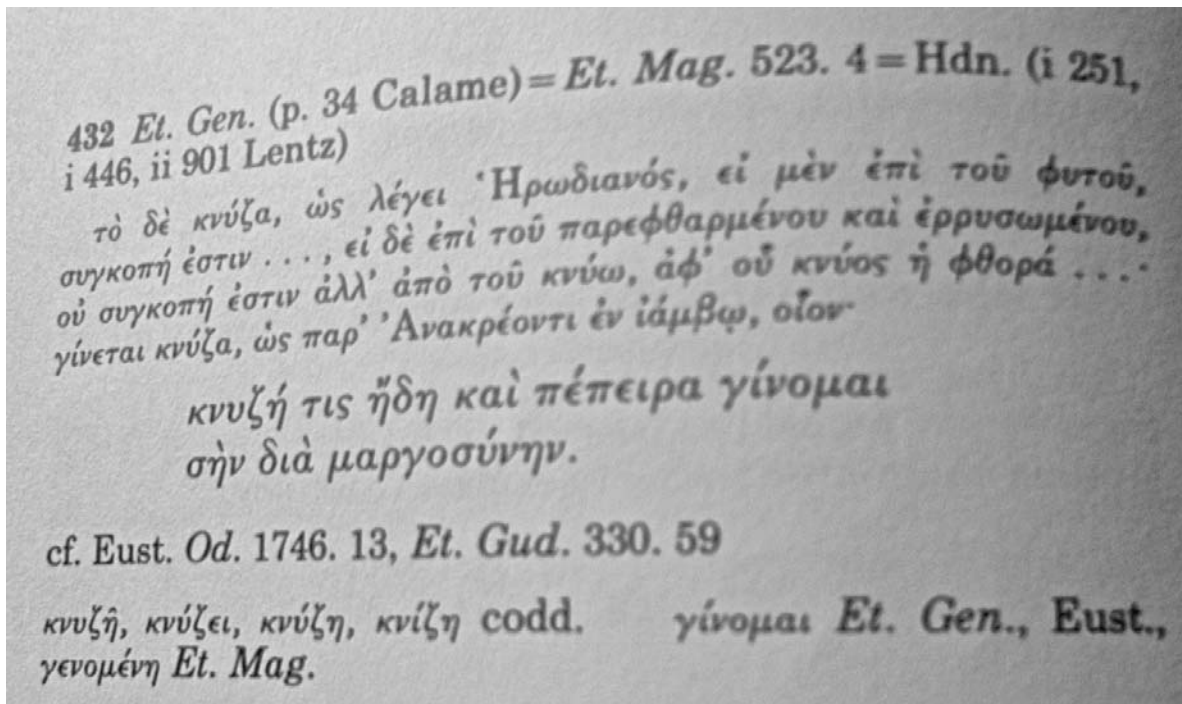 432 Et. Gen. (p. 34 Calame) = Et. Mag. 523. 4 = Hdn. (i 251,
i 446, ii 901 Lentz)
τὸ δὲ κνύζα, ὡς λέγει Ἡρωδιανός, εἰ μὲν ἐπὶ τοῦ φυτοῦ,
συγκοπή ἐστιν . . . , εἰ δὲ ἐπὶ τοῦ παρεφθαρμένου καὶ ἐρρυσωμένου,
οὐ συγκοπή ἐστιν ἀλλ’ ἀπὸ τοῦ κνύω, ἀφ’ οὗ κνύος ἡ φθορά . . . ·
γίνεται κνύζα, ὡς παρ’ Ἀνακρέοντι ἐν ἰάμβῳ, οἷον·
κνυζή τις ἤδη καὶ πέπειρα γίνομαι
σὴν διὰ μαργοσύνην.
cf. Eust. Od. 1746. 13, Et. Gud. 330. 59
κνυζῆ, κνύζει, κνύζη, κνίζη codd. γίνομαι Et. Gen., Eust.,
γενομένη Et. Mag.